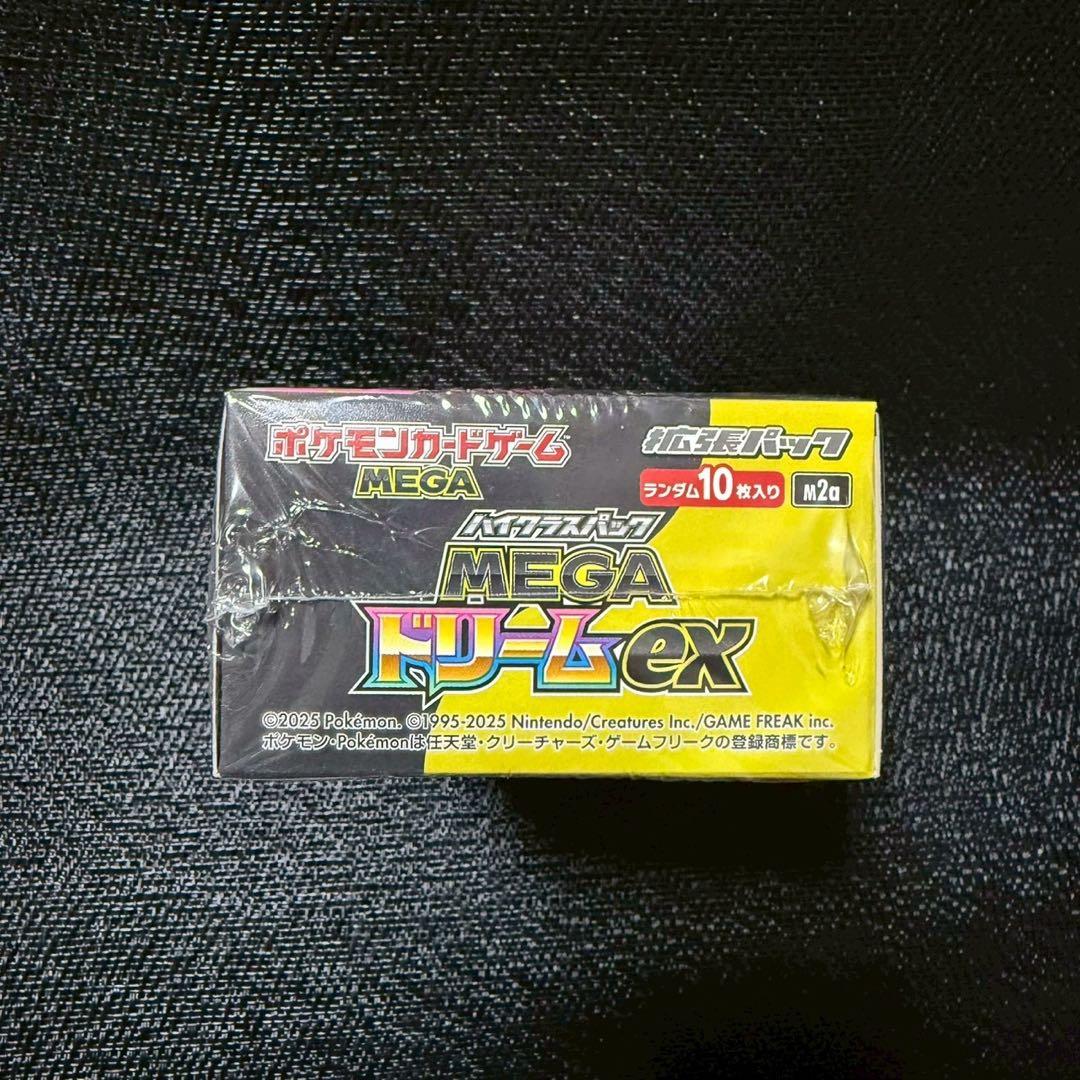 ポケモンカードゲーム™
MEGA
拡張パック
ランダム10枚入り M2a
ハイクラスパック
MEGA
ドリームex
©2025 Pokémon. ©1995-2025 Nintendo/Creatures Inc./GAME FREAK inc.
ポケモン・Pokémonは任天堂・クリーチャーズ・ゲームフリークの登録商標です。